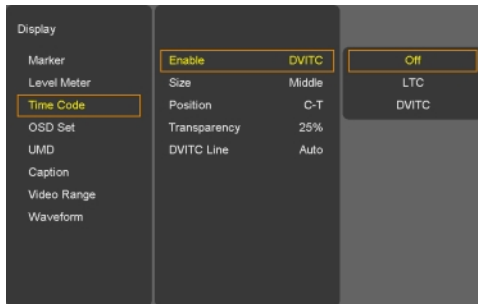 Display
Marker
Level Meter
Time Code
OSD Set
UMD
Caption
Video Range
Waveform
Enable DVITC
Size Middle
Position C-T
Transparency 25%
DVITC Line Auto
Off
LTC
DVITC